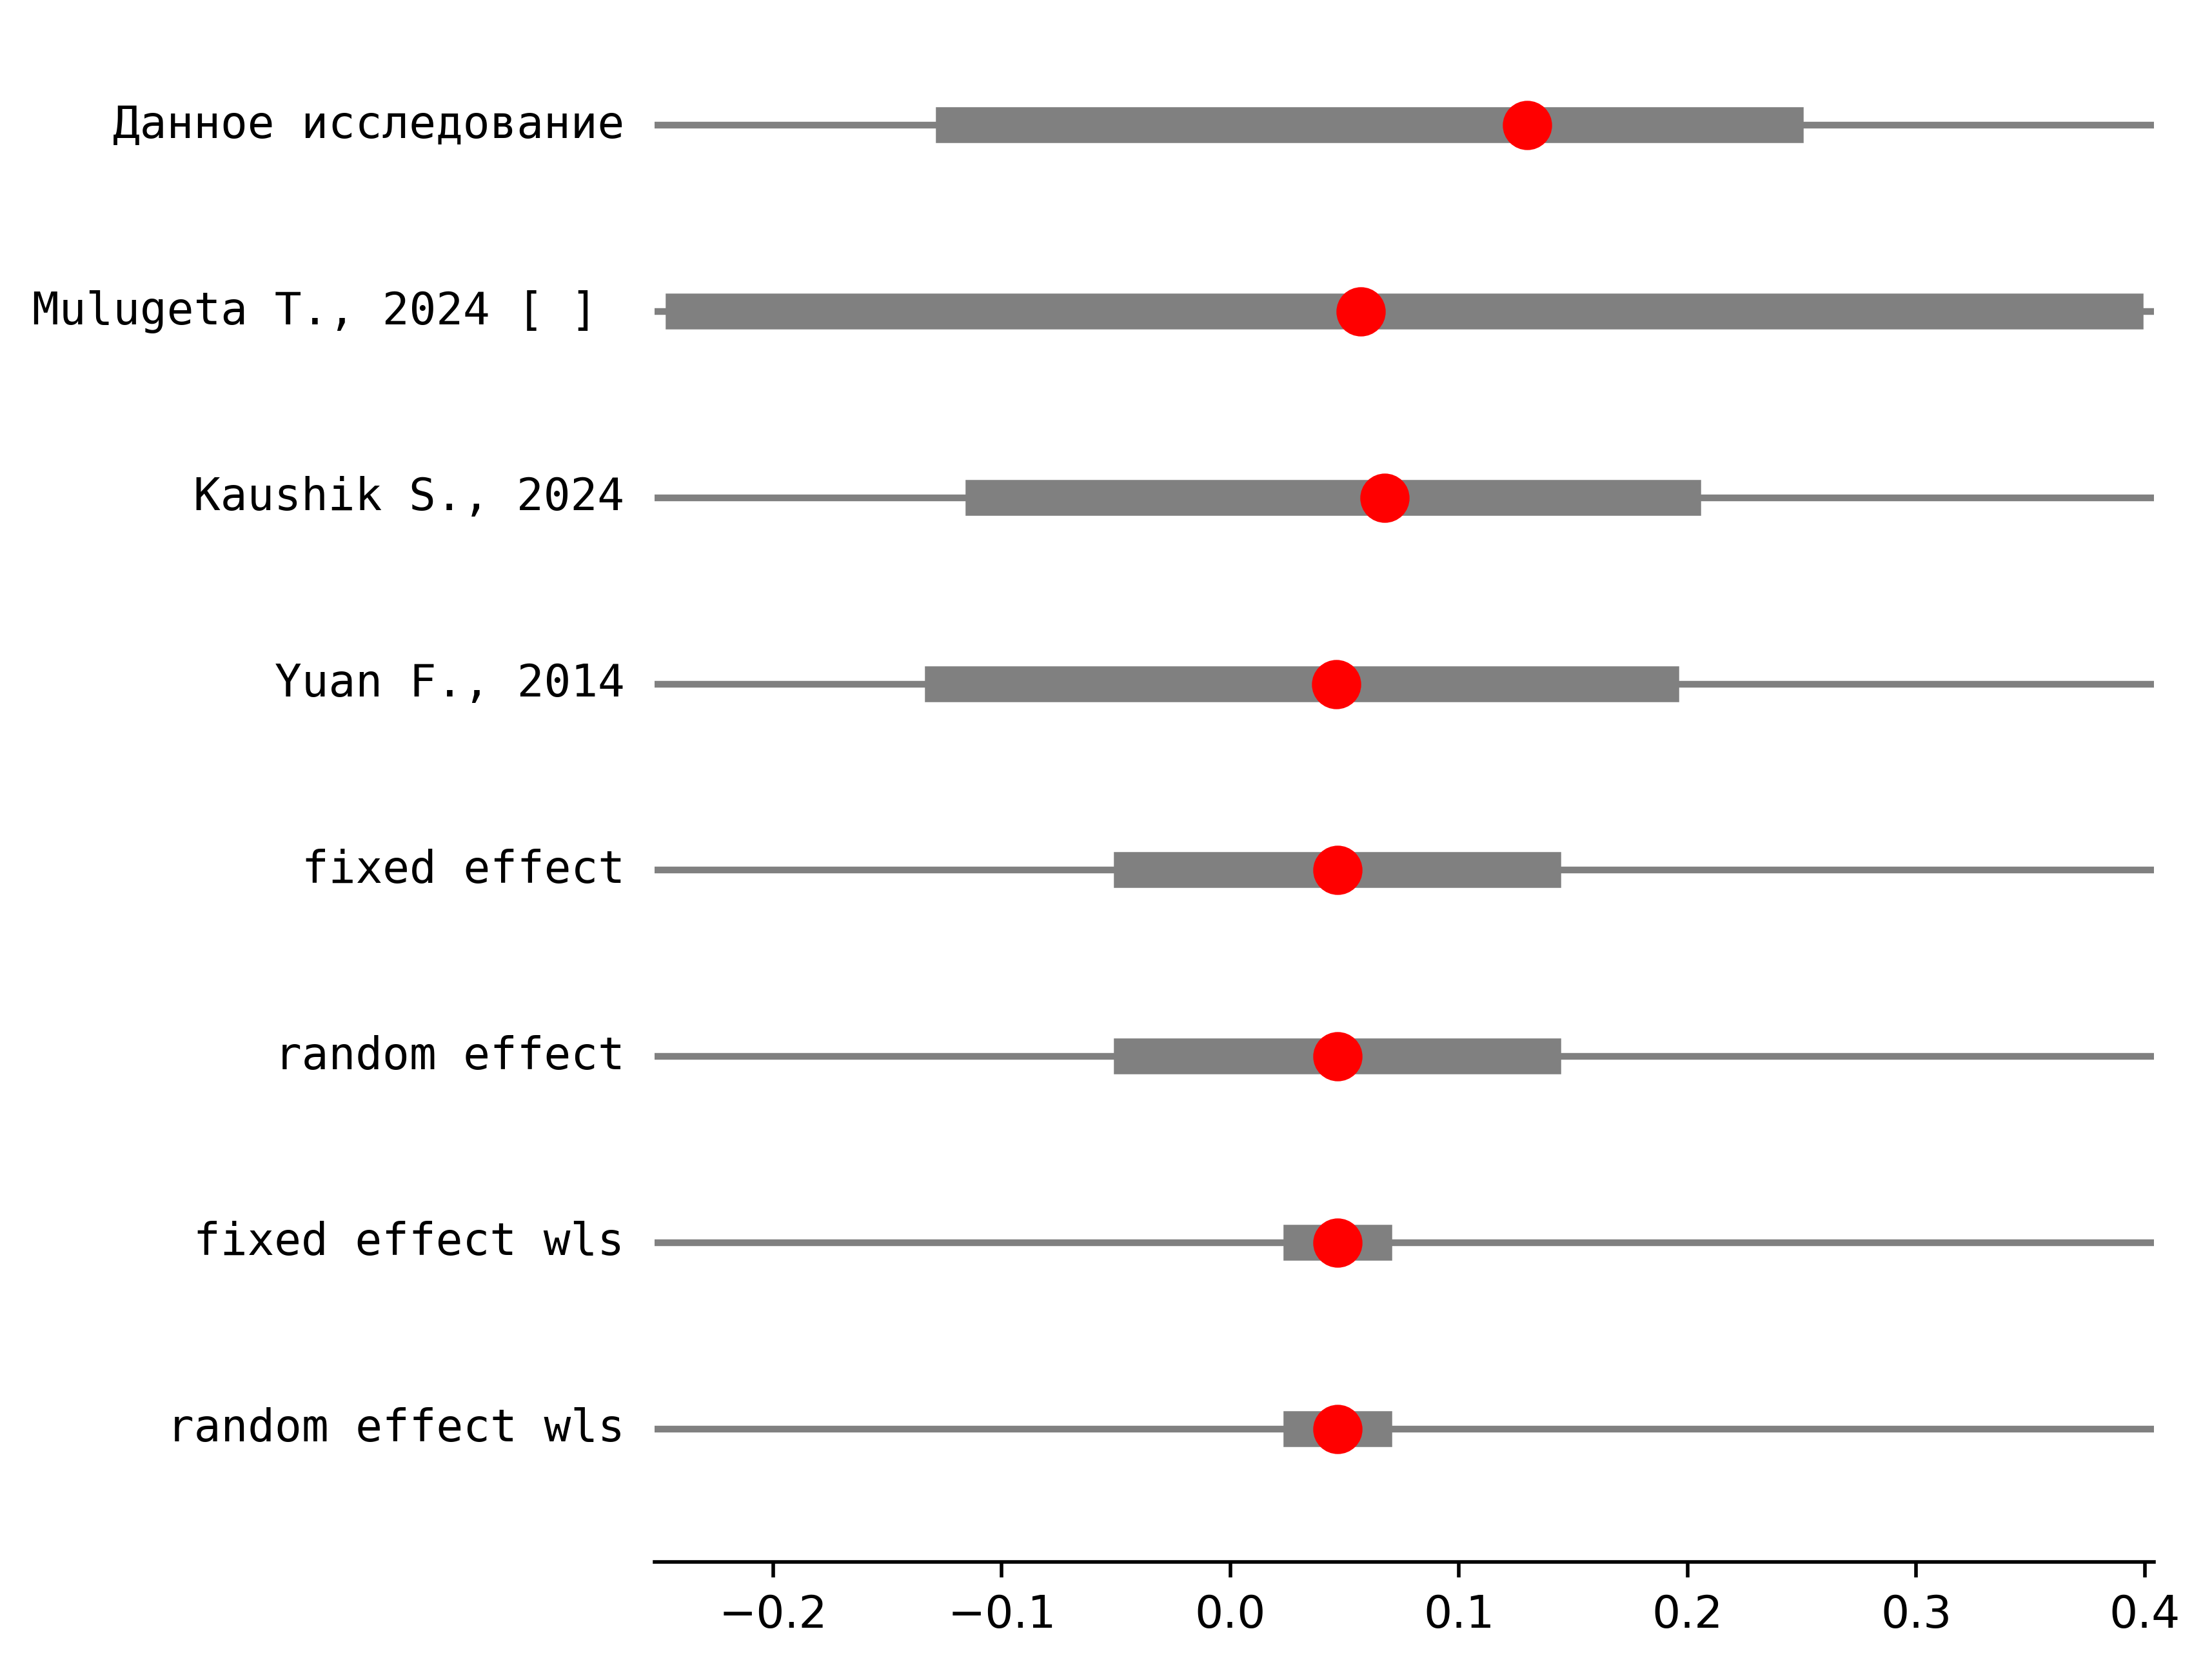 Данное исследование
Mulugeta T., 2024 [ ]
Kaushik S., 2024
Yuan F., 2014
fixed effect
random effect
fixed effect wls
random effect wls
−0.2 −0.1 0.0 0.1 0.2 0.3 0.4